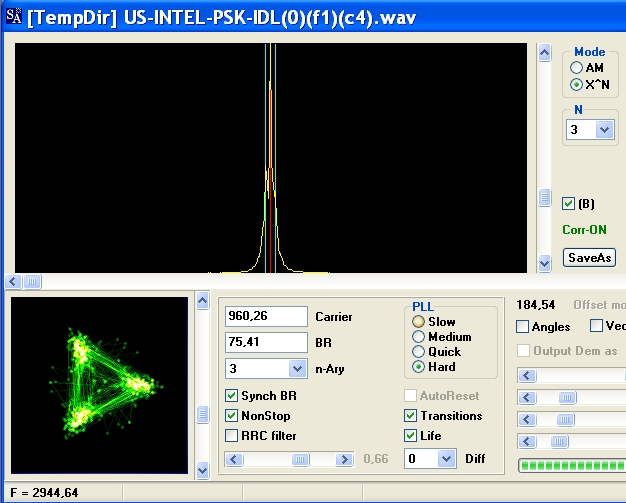 SA [TempDir] US-INTEL-PSK-IDL(0)(f1)(c4).wav
Mode
AM
X^N
N
3
(B)
Corr-ON
SaveAs
960,26 Carrier
75,41 BR
3 n-Ary
Synch BR
NonStop
RRC filter
0,66
PLL
Slow
Medium
Quick
Hard
AutoReset
Transitions
Life
0 Diff
184,54 Offset mo
Angles Vec
Output Dem as
F = 2944,64